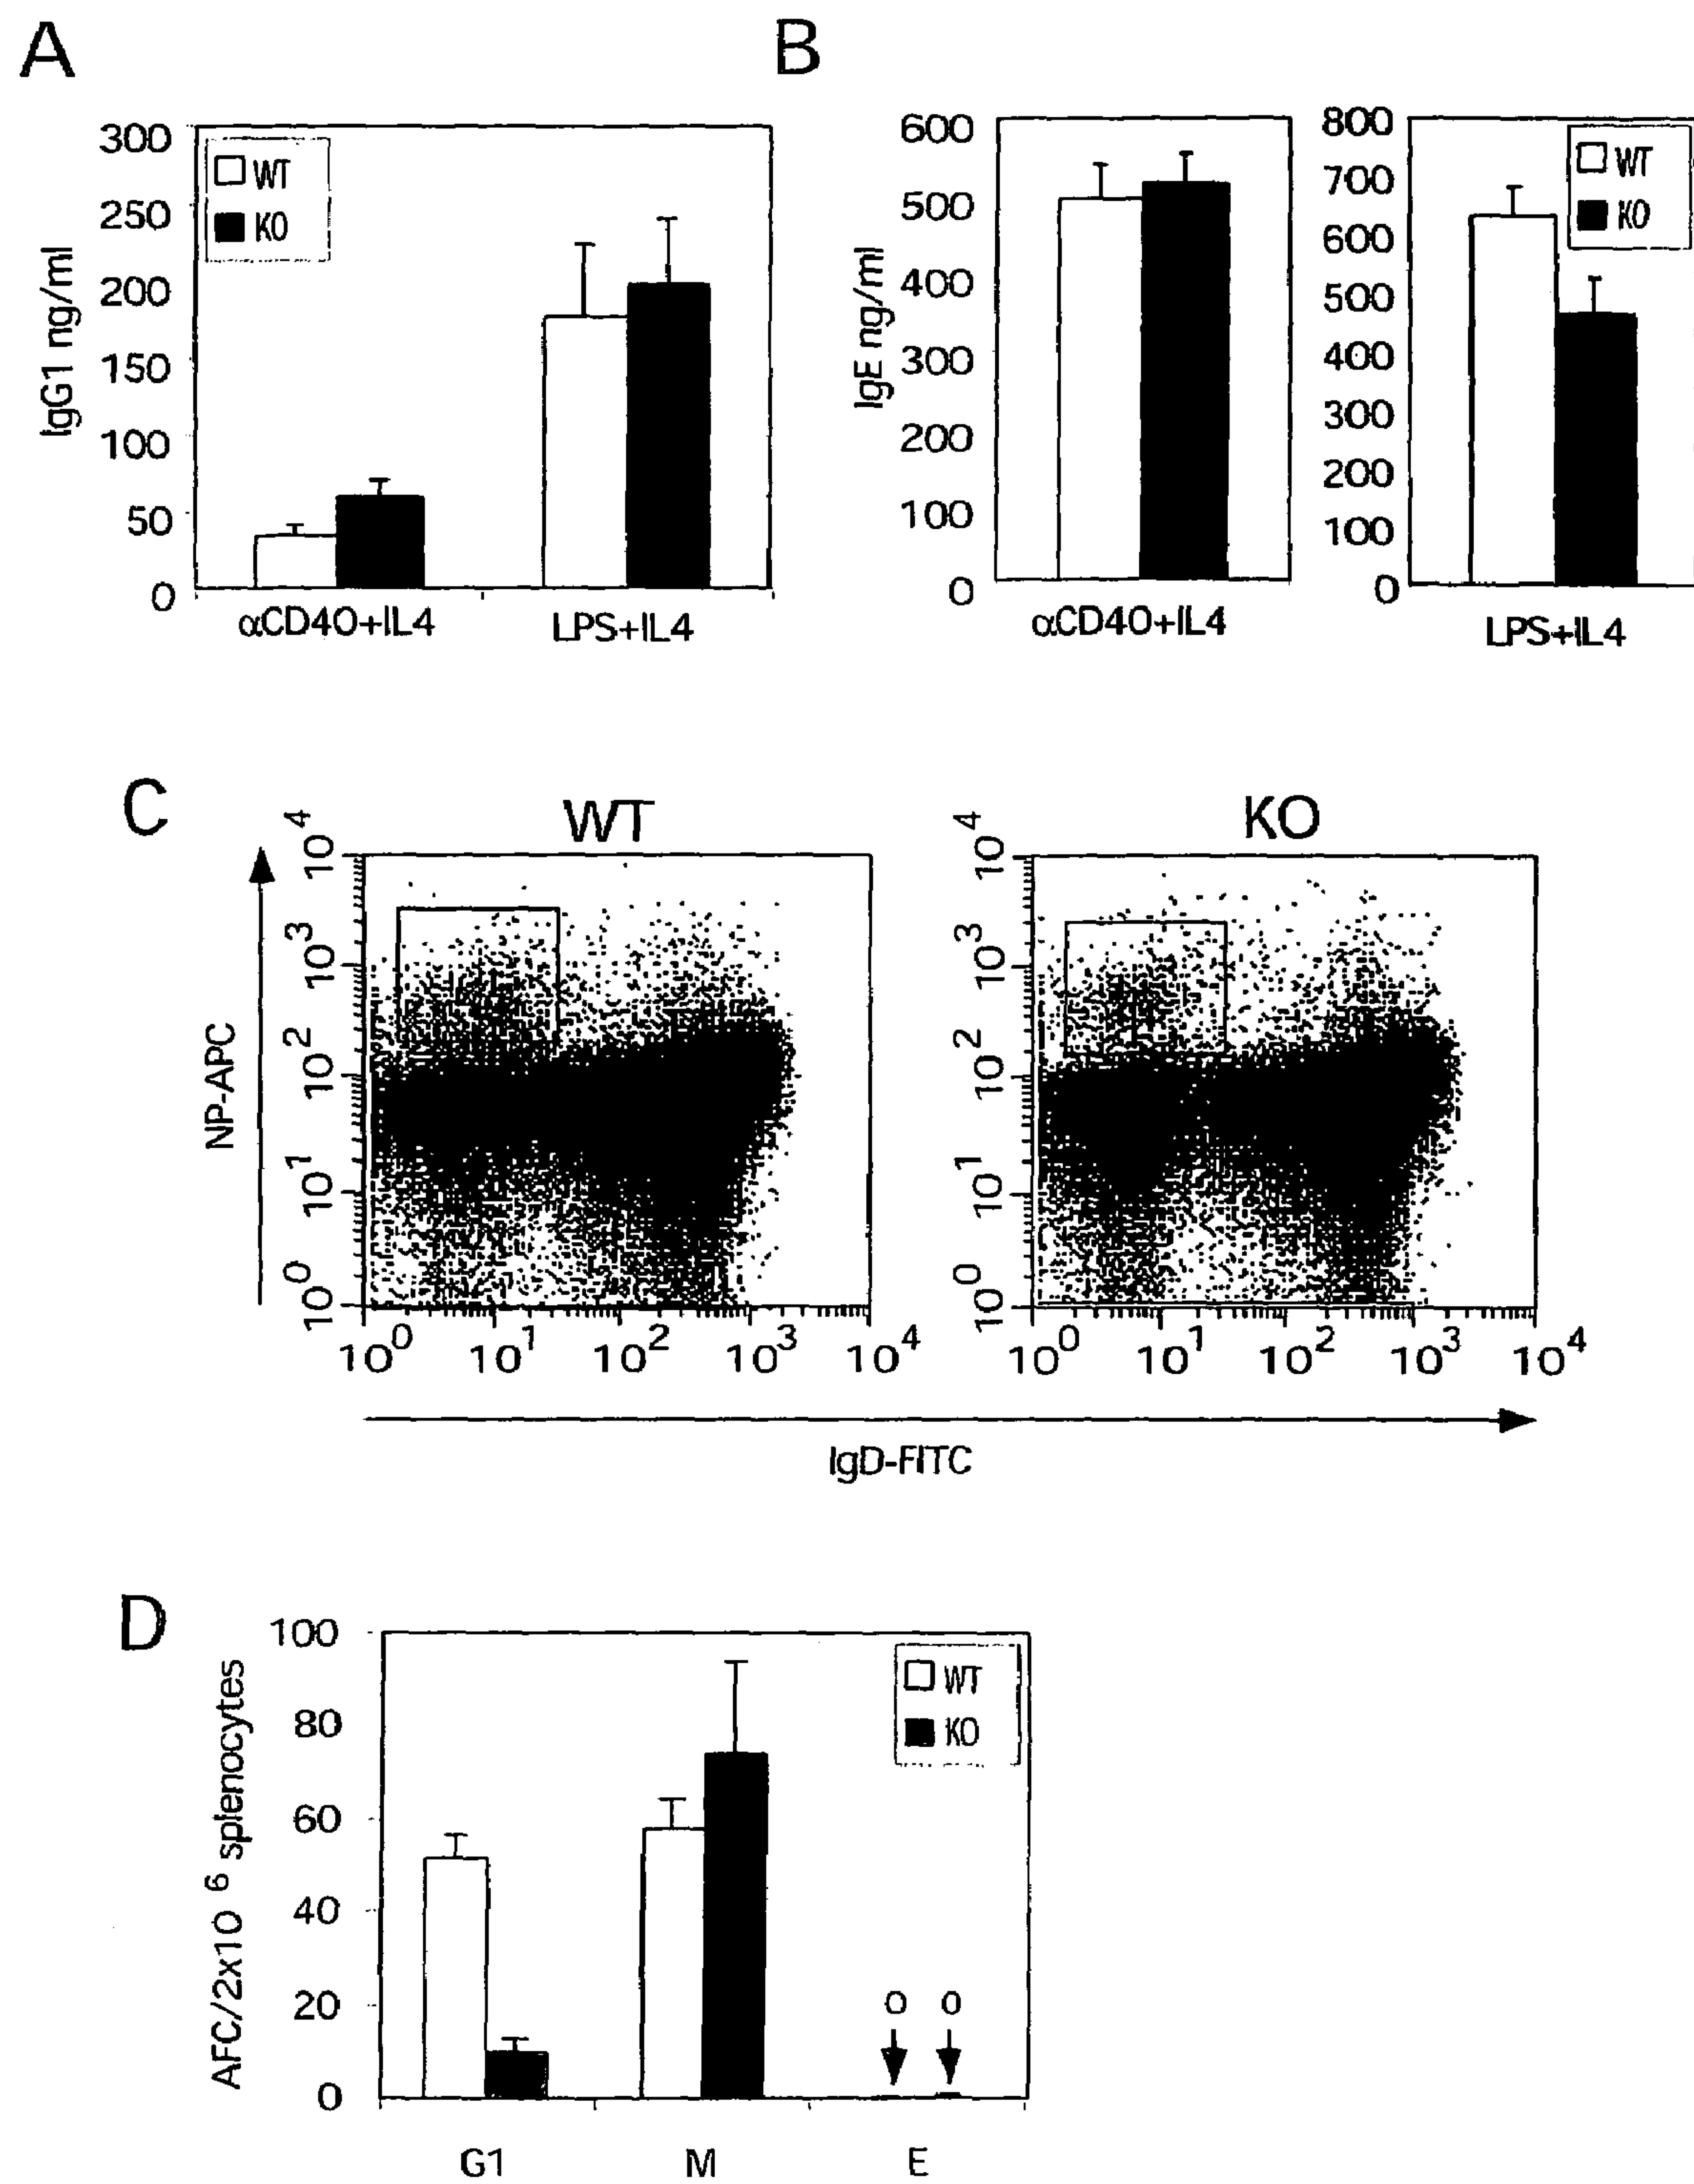 A
B
300
250
200
150
100
50
0
IgG1 ng/ml
WT
KO
αCD40+IL4
LPS+IL4
600
500
400
300
200
100
0
IgE ng/ml
αCD40+IL4
800
700
600
500
400
300
200
100
0
WT
KO
LPS+IL4
C
WT
KO
NP-APC
10⁴
10³
10²
10¹
10⁰
10⁰ 10¹ 10² 10³ 10⁴
10⁴
10³
10²
10¹
10⁰
10⁰ 10¹ 10² 10³ 10⁴
IgD-FITC
D
AFC/2x10⁶ splenocytes
100
80
60
40
20
0
WT
KO
0 0
G1 M E